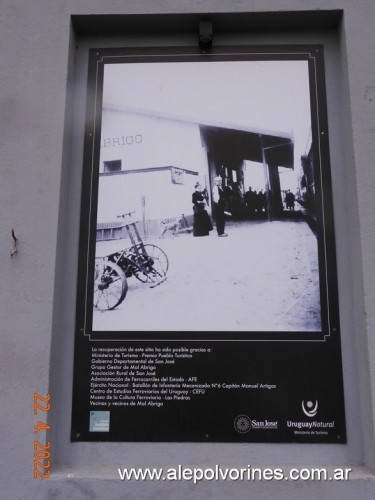 BRIGO
La recuperación de este sitio ha sido posible gracias a:
Ministerio de Turismo - Premio Pueblo Turístico
Gobierno Departamental de San José
Grupo Gestor de Mal Abrigo
Asociación Rural de San José
Administración de Ferrocarriles del Estado - AFE
Ejército Nacional - Batallón de Infantería Mecanizado N°6 Capitán Manuel Artigas
Centro de Estudios Ferroviarios del Uruguay - CEFU
Museo de la Cultura Ferroviaria - Las Piedras
Vecinos y vecinas de Mal Abrigo
San José
UruguayNatural
Ministerio de Turismo
22.4.2022
www.alepolvorines.com.ar